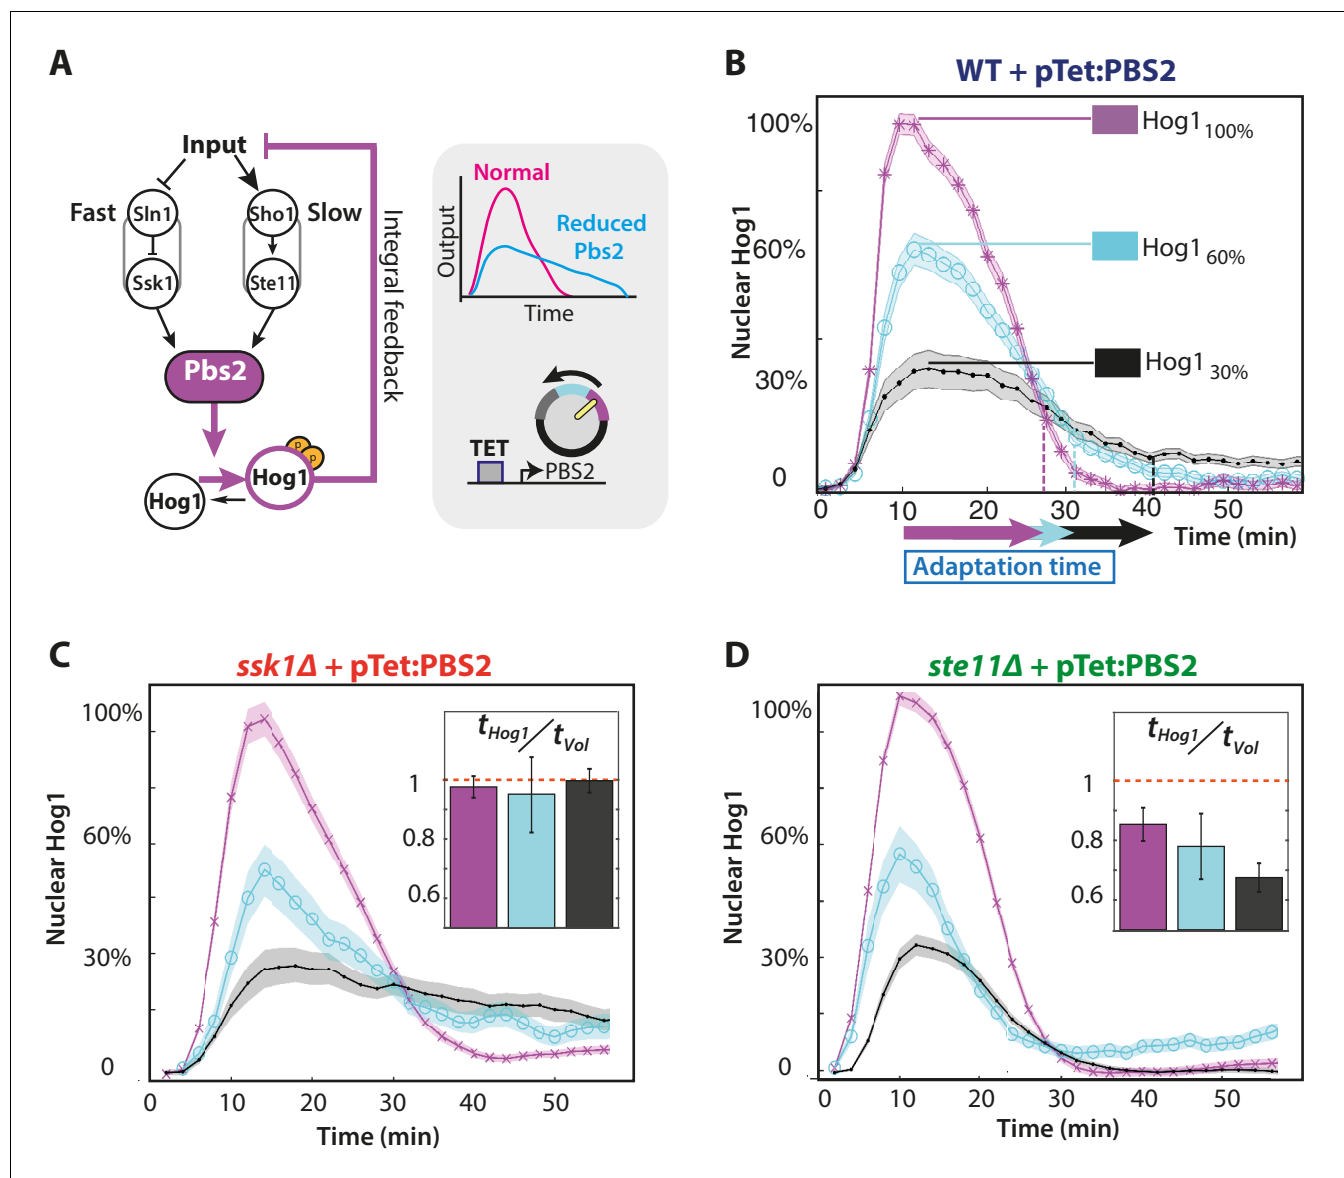 A
Input
Fast
Sln1
Sho1
Slow
Ssk1
Ste11
Pbs2
Hog1
Hog1
P
P
Integral feedback
Normal
Reduced
Pbs2
Output
Time
TET
PBS2
B
WT + pTet:PBS2
Nuclear Hog1
100%
60%
30%
0
Hog1 100%
Hog1 60%
Hog1 30%
0 10 20 30 40 50
Time (min)
Adaptation time
C
ssk1Δ + pTet:PBS2
Nuclear Hog1
100%
60%
30%
0
tHog1/tVol
1
0.8
0.6
0 10 20 30 40 50
Time (min)
D
ste11Δ + pTet:PBS2
Nuclear Hog1
100%
60%
30%
0
tHog1/tVol
1
0.8
0.6
0 10 20 30 40 50
Time (min)